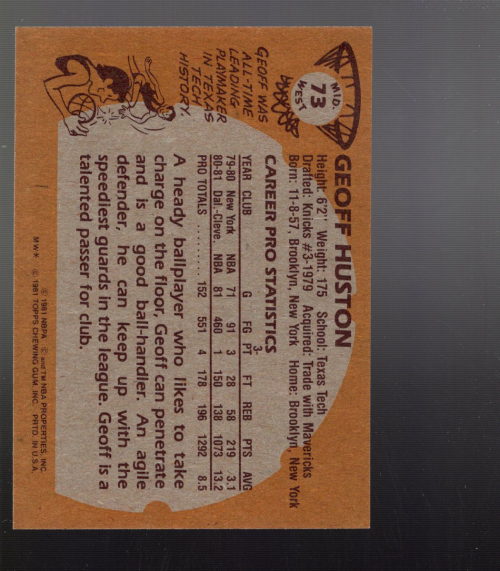 MID.
73
WEST
GEOFF HUSTON
Height: 6'2" Weight: 175 School: Texas Tech
Drafted: Knicks #3-1979 Acquired: Trade with Mavericks
Born: 11-8-57, Brooklyn, New York Home: Brooklyn, New York
GEOFF WAS
ALL-TIME
LEADING
PLAYMAKER
IN TEXAS
TECH
HISTORY.
CAREER PRO STATISTICS
YEAR CLUB G FG 3-PT FT REB PTS AVG
79-80 New York NBA 71 91 3 28 58 219 3.1
80-81 Dal.-Cleve. NBA 81 460 1 150 138 1073 13.2
PRO TOTALS .......... 152 551 4 178 196 1292 8.5
A heady ballplayer who likes to take
charge on the floor, Geoff can penetrate
and is a good ball-handler. An agile
defender, he can keep up with the
speediest guards in the league. Geoff is a
talented passer for club.
© 1981 NBPA © and TM NBA PROPERTIES, INC.
M·W·K © 1981 TOPPS CHEWING GUM, INC. PRTD. IN U.S.A.